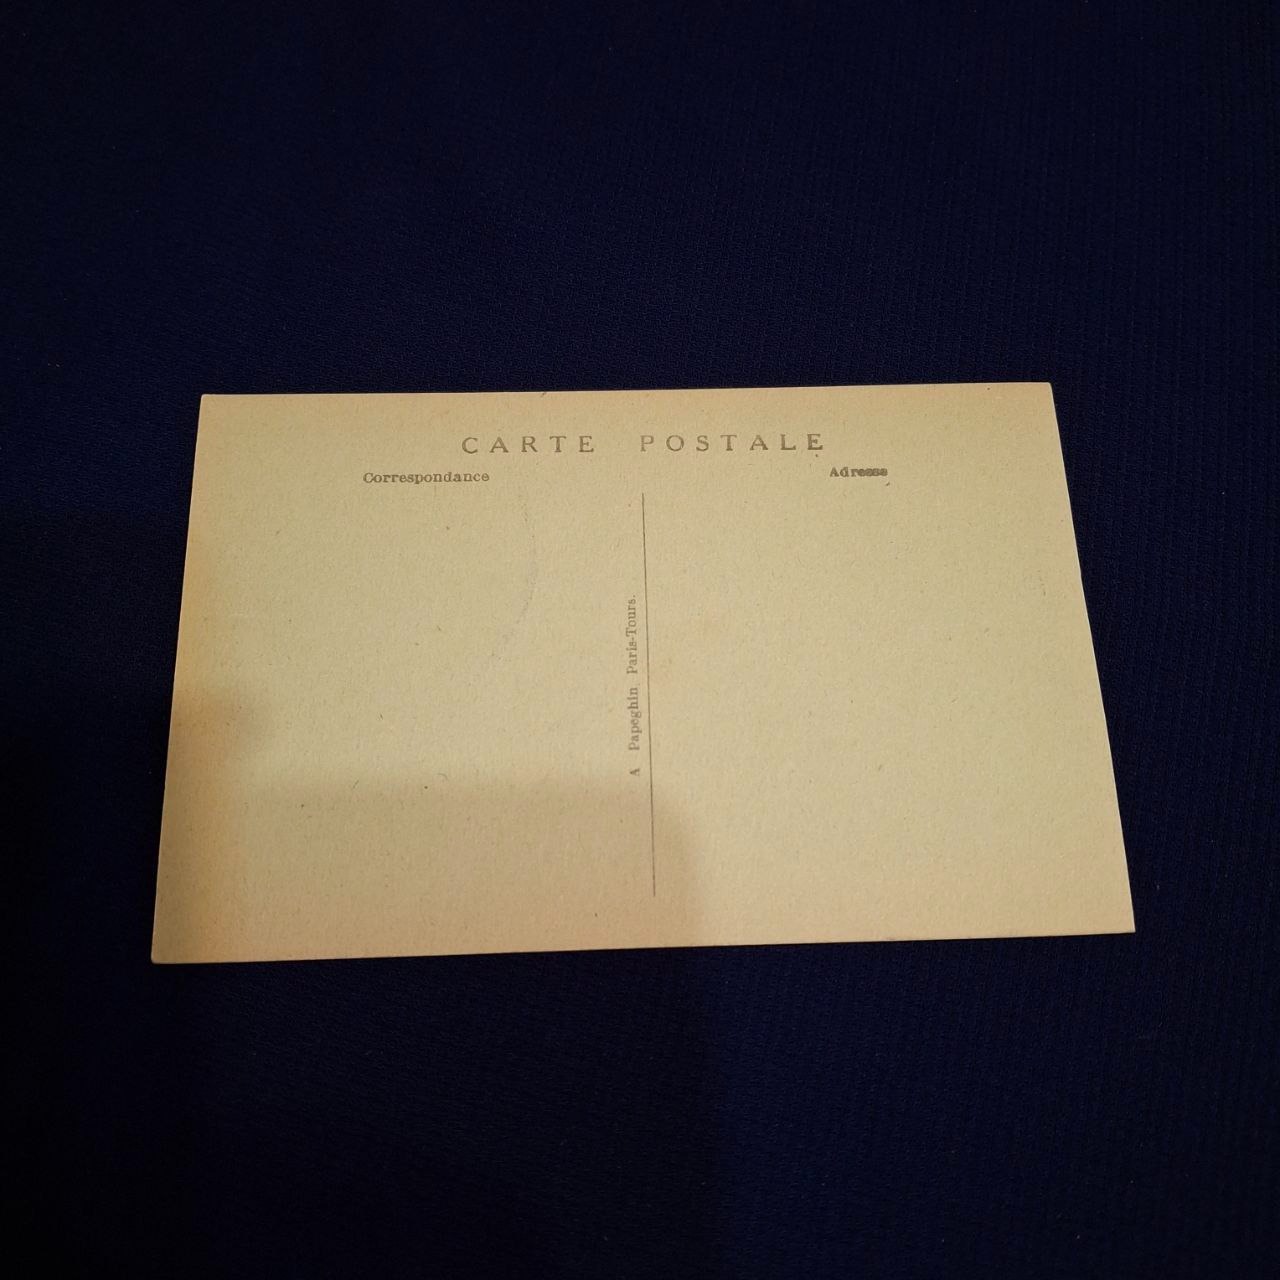 CARTE POSTALE
Correspondance
Adresse
A Papeghin, Paris-Tours.